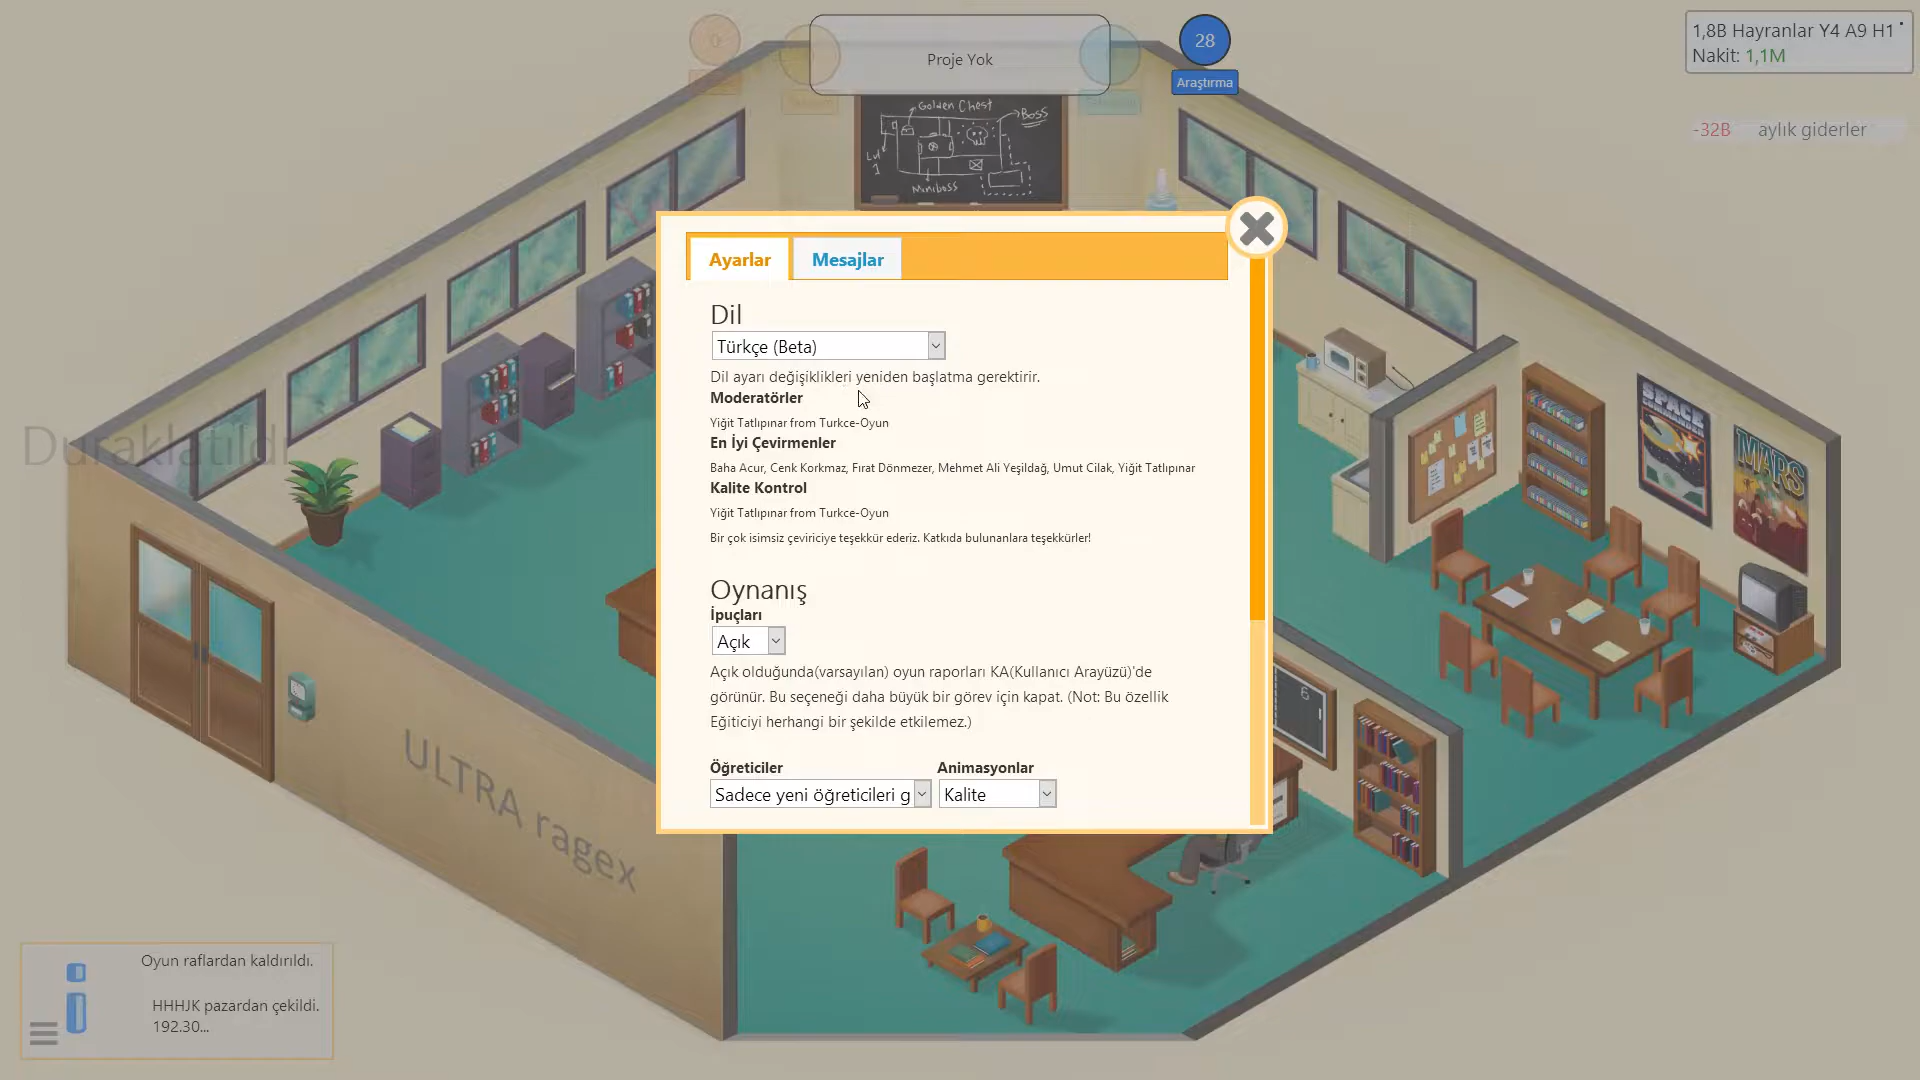 0
Proje Yok
28
Araştırma
1,8B Hayranlar Y4 A9 H1
Nakit: 1,1M
-32B aylık giderler
Golden Chest
Boss
Lvl
1
Miniboss
Ayarlar
Mesajlar
Dil
Türkçe (Beta)
Dil ayarı değişiklikleri yeniden başlatma gerektirir.
Moderatörler
Yiğit Tatlıpınar from Turkce-Oyun
En İyi Çevirmenler
Baha Acur, Cenk Korkmaz, Fırat Dönmezer, Mehmet Ali Yeşildağ, Umut Cilak, Yiğit Tatlıpınar
Kalite Kontrol
Yiğit Tatlıpınar from Turkce-Oyun
Bir çok isimsiz çeviriciye teşekkür ederiz. Katkıda bulunanlara teşekkürler!
Oynanış
İpuçları
Açık
Açık olduğunda(varsayılan) oyun raporları KA(Kullanıcı Arayüzü)'de
görünür. Bu seçeneği daha büyük bir görev için kapat. (Not: Bu özellik
Eğiticiyi herhangi bir şekilde etkilemez.)
Öğreticiler
Animasyonlar
Sadece yeni öğreticileri g
Kalite
Duraklatıldı
SPACE
MARS
6
ULTRA ragex
Oyun raflardan kaldırıldı.
HHHJK pazardan çekildi.
192.30...